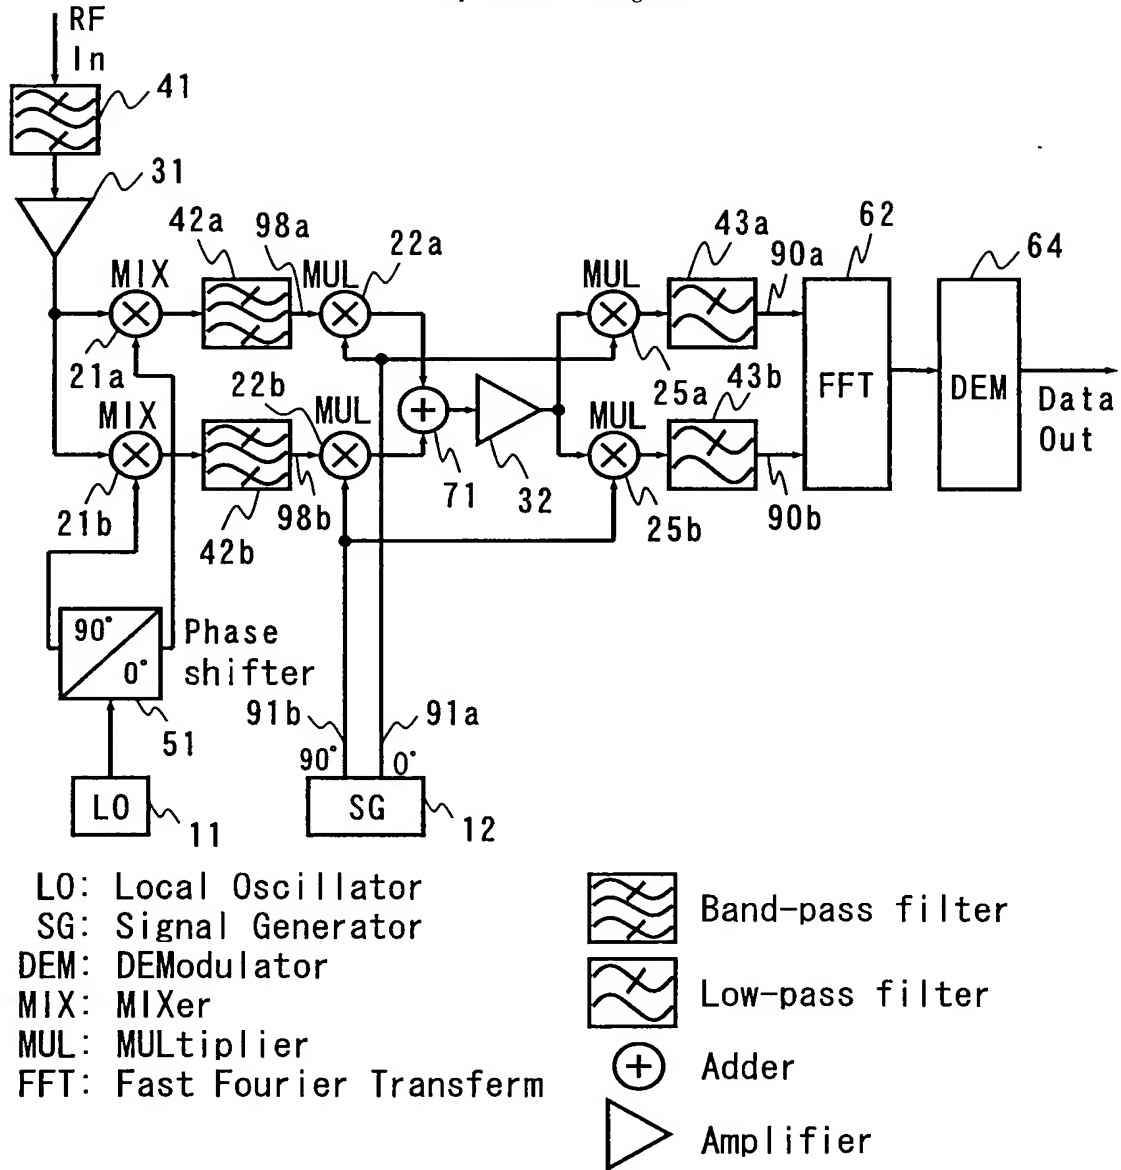 RF
In
41
31
42a
98a
22a
43a
90a
62
64
MIX
MUL
MUL
21a
22b
25a
43b
FFT
DEM
Data
Out
MIX
MUL
MUL
21b
42b
98b
71
32
25b
90b
90°
0°
Phase
shifter
51
91b
91a
90°
0°
LO
11
SG
12
LO: Local Oscillator
SG: Signal Generator
DEM: DEModulator
MIX: MIXer
MUL: MULtiplier
FFT: Fast Fourier Transferm
Band-pass filter
Low-pass filter
Adder
Amplifier